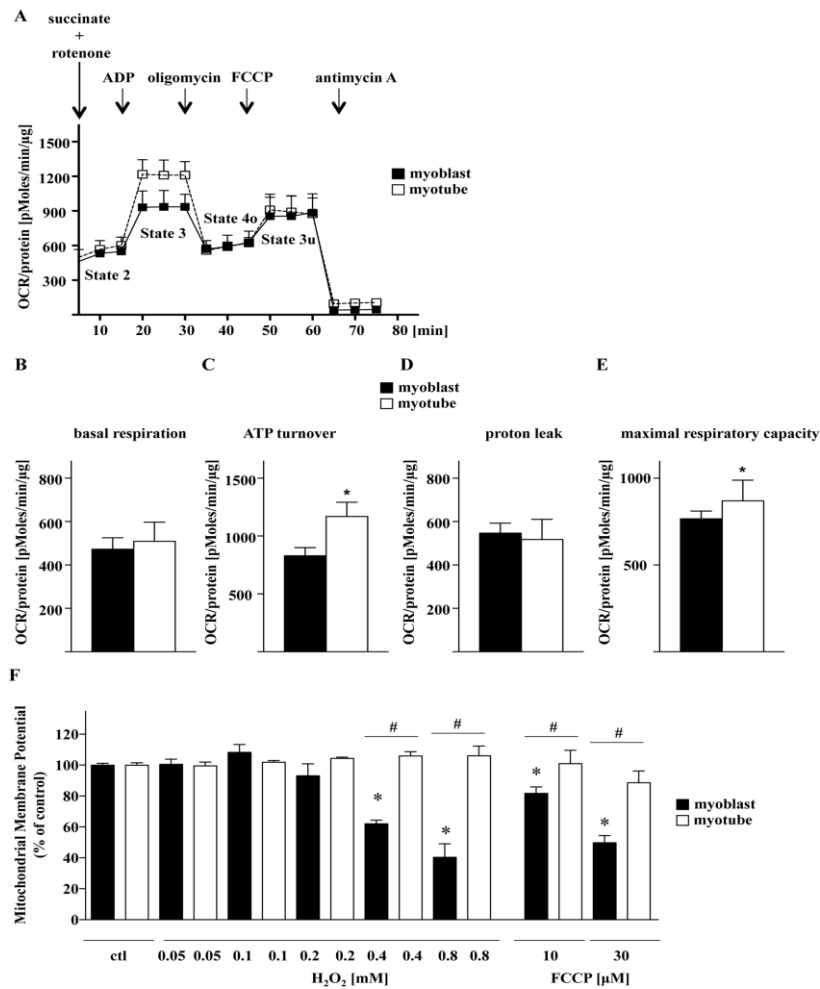 A
succinate
+
rotenone
ADP oligomycin FCCP antimycin A
OCR/protein [pMoles/min/µg]
1500
1200
900
600
300
State 2
State 3
State 4o
State 3u
myoblast
myotube
10 20 30 40 50 60 70 80 [min]
B C D E
myoblast
myotube
basal respiration
OCR/protein [pMoles/min/µg]
800
600
400
200
ATP turnover
OCR/protein [pMoles/min/µg]
1500
1000
500
*
proton leak
OCR/protein [pMoles/min/µg]
800
600
400
200
maximal respiratory capacity
OCR/protein [pMoles/min/µg]
1000
500
*
F
Mitochondrial Membrane Potential
(% of control)
120
100
80
60
40
20
0
# # # #
* * * *
myoblast
myotube
ctl 0.05 0.05 0.1 0.1 0.2 0.2 0.4 0.4 0.8 0.8 10 30
H₂O₂ [mM] FCCP [µM]